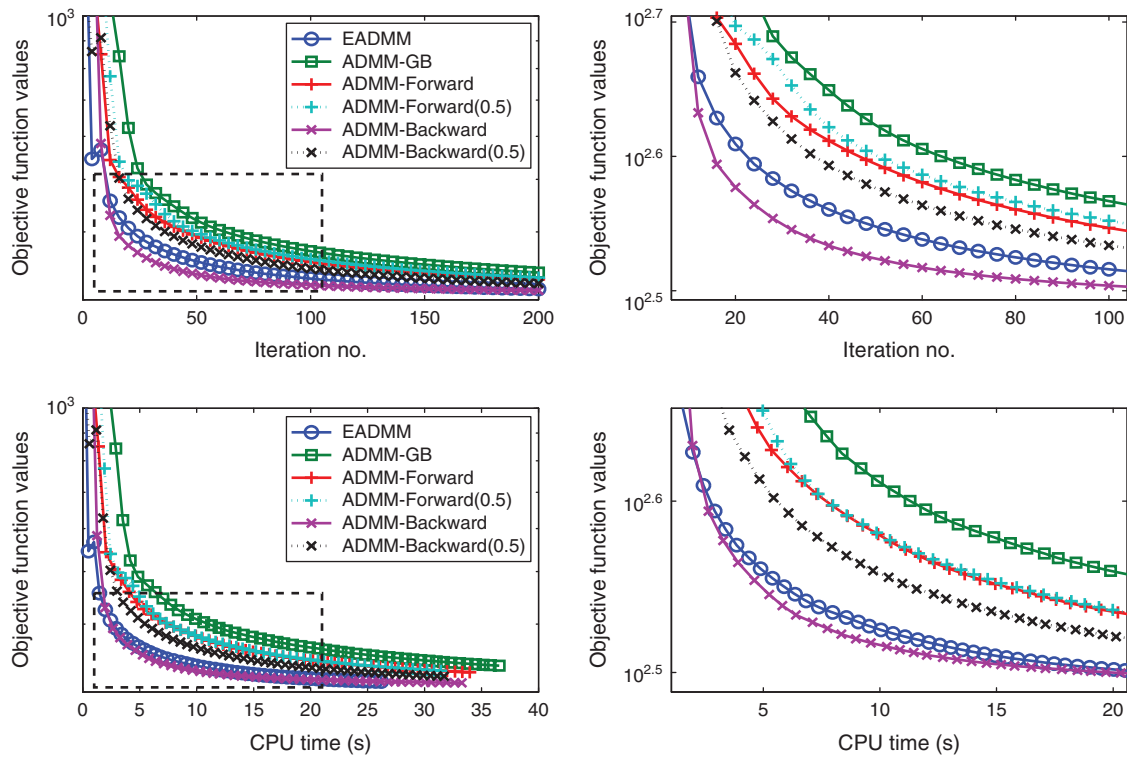 10^3
Objective function values
EADMM
ADMM-GB
ADMM-Forward
ADMM-Forward(0.5)
ADMM-Backward
ADMM-Backward(0.5)
0 50 100 150 200
Iteration no.
10^2.7
10^2.6
10^2.5
Objective function values
20 40 60 80 100
Iteration no.
10^3
Objective function values
EADMM
ADMM-GB
ADMM-Forward
ADMM-Forward(0.5)
ADMM-Backward
ADMM-Backward(0.5)
0 5 10 15 20 25 30 35 40
CPU time (s)
10^2.6
10^2.5
Objective function values
5 10 15 20
CPU time (s)